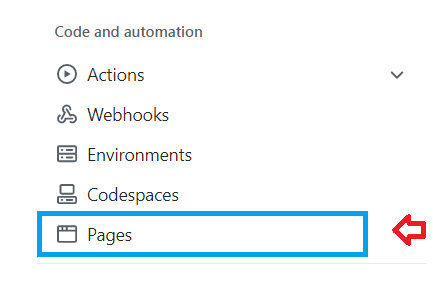 Code and automation
Actions
Webhooks
Environments
Codespaces
Pages